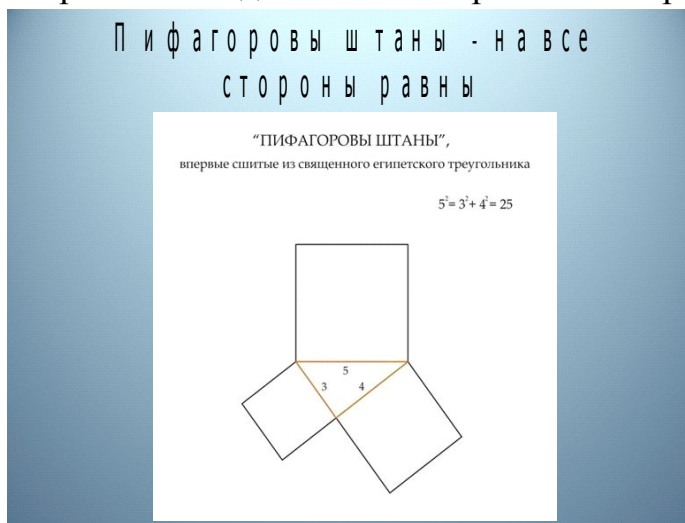 Пифагоровы штаны - на все
стороны равны
“ПИФАГОРОВЫ ШТАНЫ”,
впервые сшитые из священного египетского треугольника
5²= 3²+ 4²= 25
5
3 4